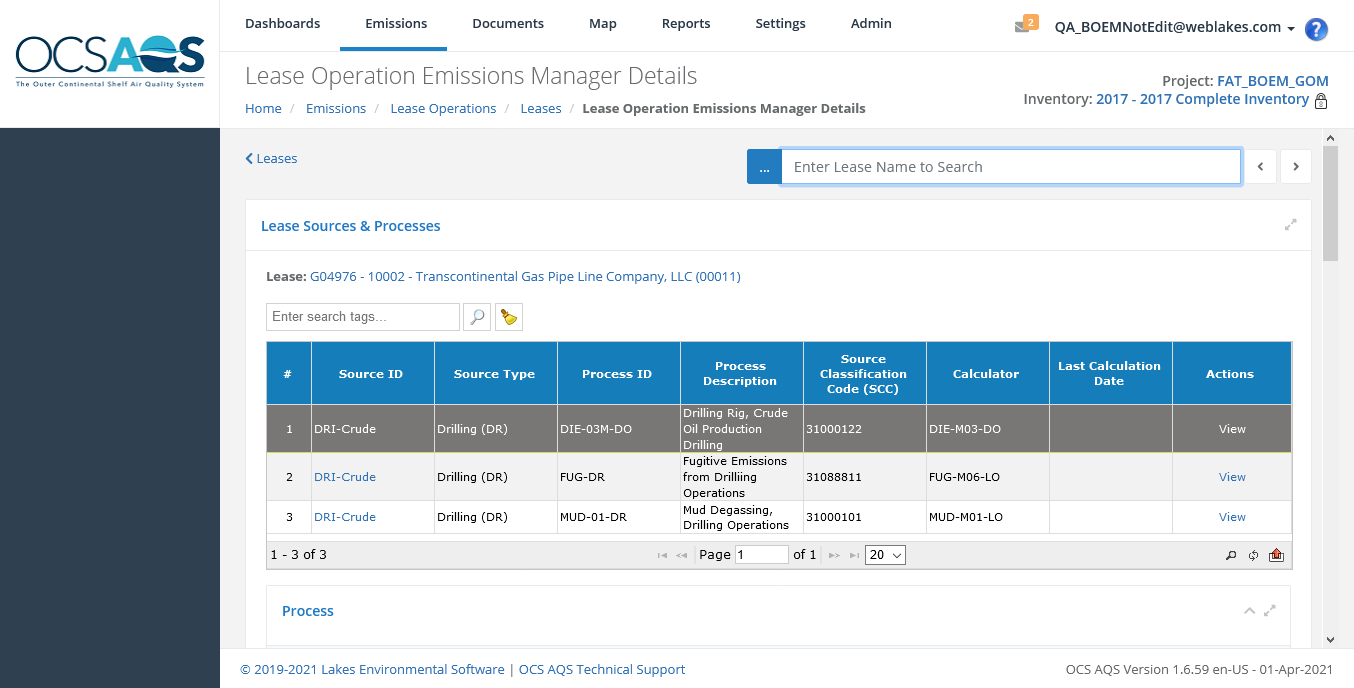 OCSAQS
The Outer Continental Shelf Air Quality System
Dashboards Emissions Documents Map Reports Settings Admin
2 QA_BOEMNotEdit@weblakes.com ?
Lease Operation Emissions Manager Details
Project: FAT_BOEM_GOM
Inventory: 2017 - 2017 Complete Inventory
Home / Emissions / Lease Operations / Leases / Lease Operation Emissions Manager Details
Leases
... Enter Lease Name to Search
Lease Sources & Processes
Lease: G04976 - 10002 - Transcontinental Gas Pipe Line Company, LLC (00011)
Enter search tags...
# Source ID Source Type Process ID Process Description Source Classification Code (SCC) Calculator Last Calculation Date Actions
1 DRI-Crude Drilling (DR) DIE-03M-DO Drilling Rig, Crude Oil Production Drilling 31000122 DIE-M03-DO View
2 DRI-Crude Drilling (DR) FUG-DR Fugitive Emissions from Drilliing Operations 31088811 FUG-M06-LO View
3 DRI-Crude Drilling (DR) MUD-01-DR Mud Degassing, Drilling Operations 31000101 MUD-M01-LO View
1 - 3 of 3 Page 1 of 1 20
Process
© 2019-2021 Lakes Environmental Software | OCS AQS Technical Support
OCS AQS Version 1.6.59 en-US - 01-Apr-2021